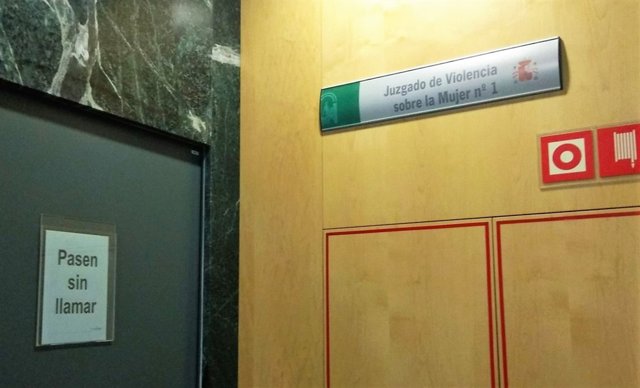 Juzgado de Violencia
sobre la Mujer nº 1
Pasen
sin
llamar